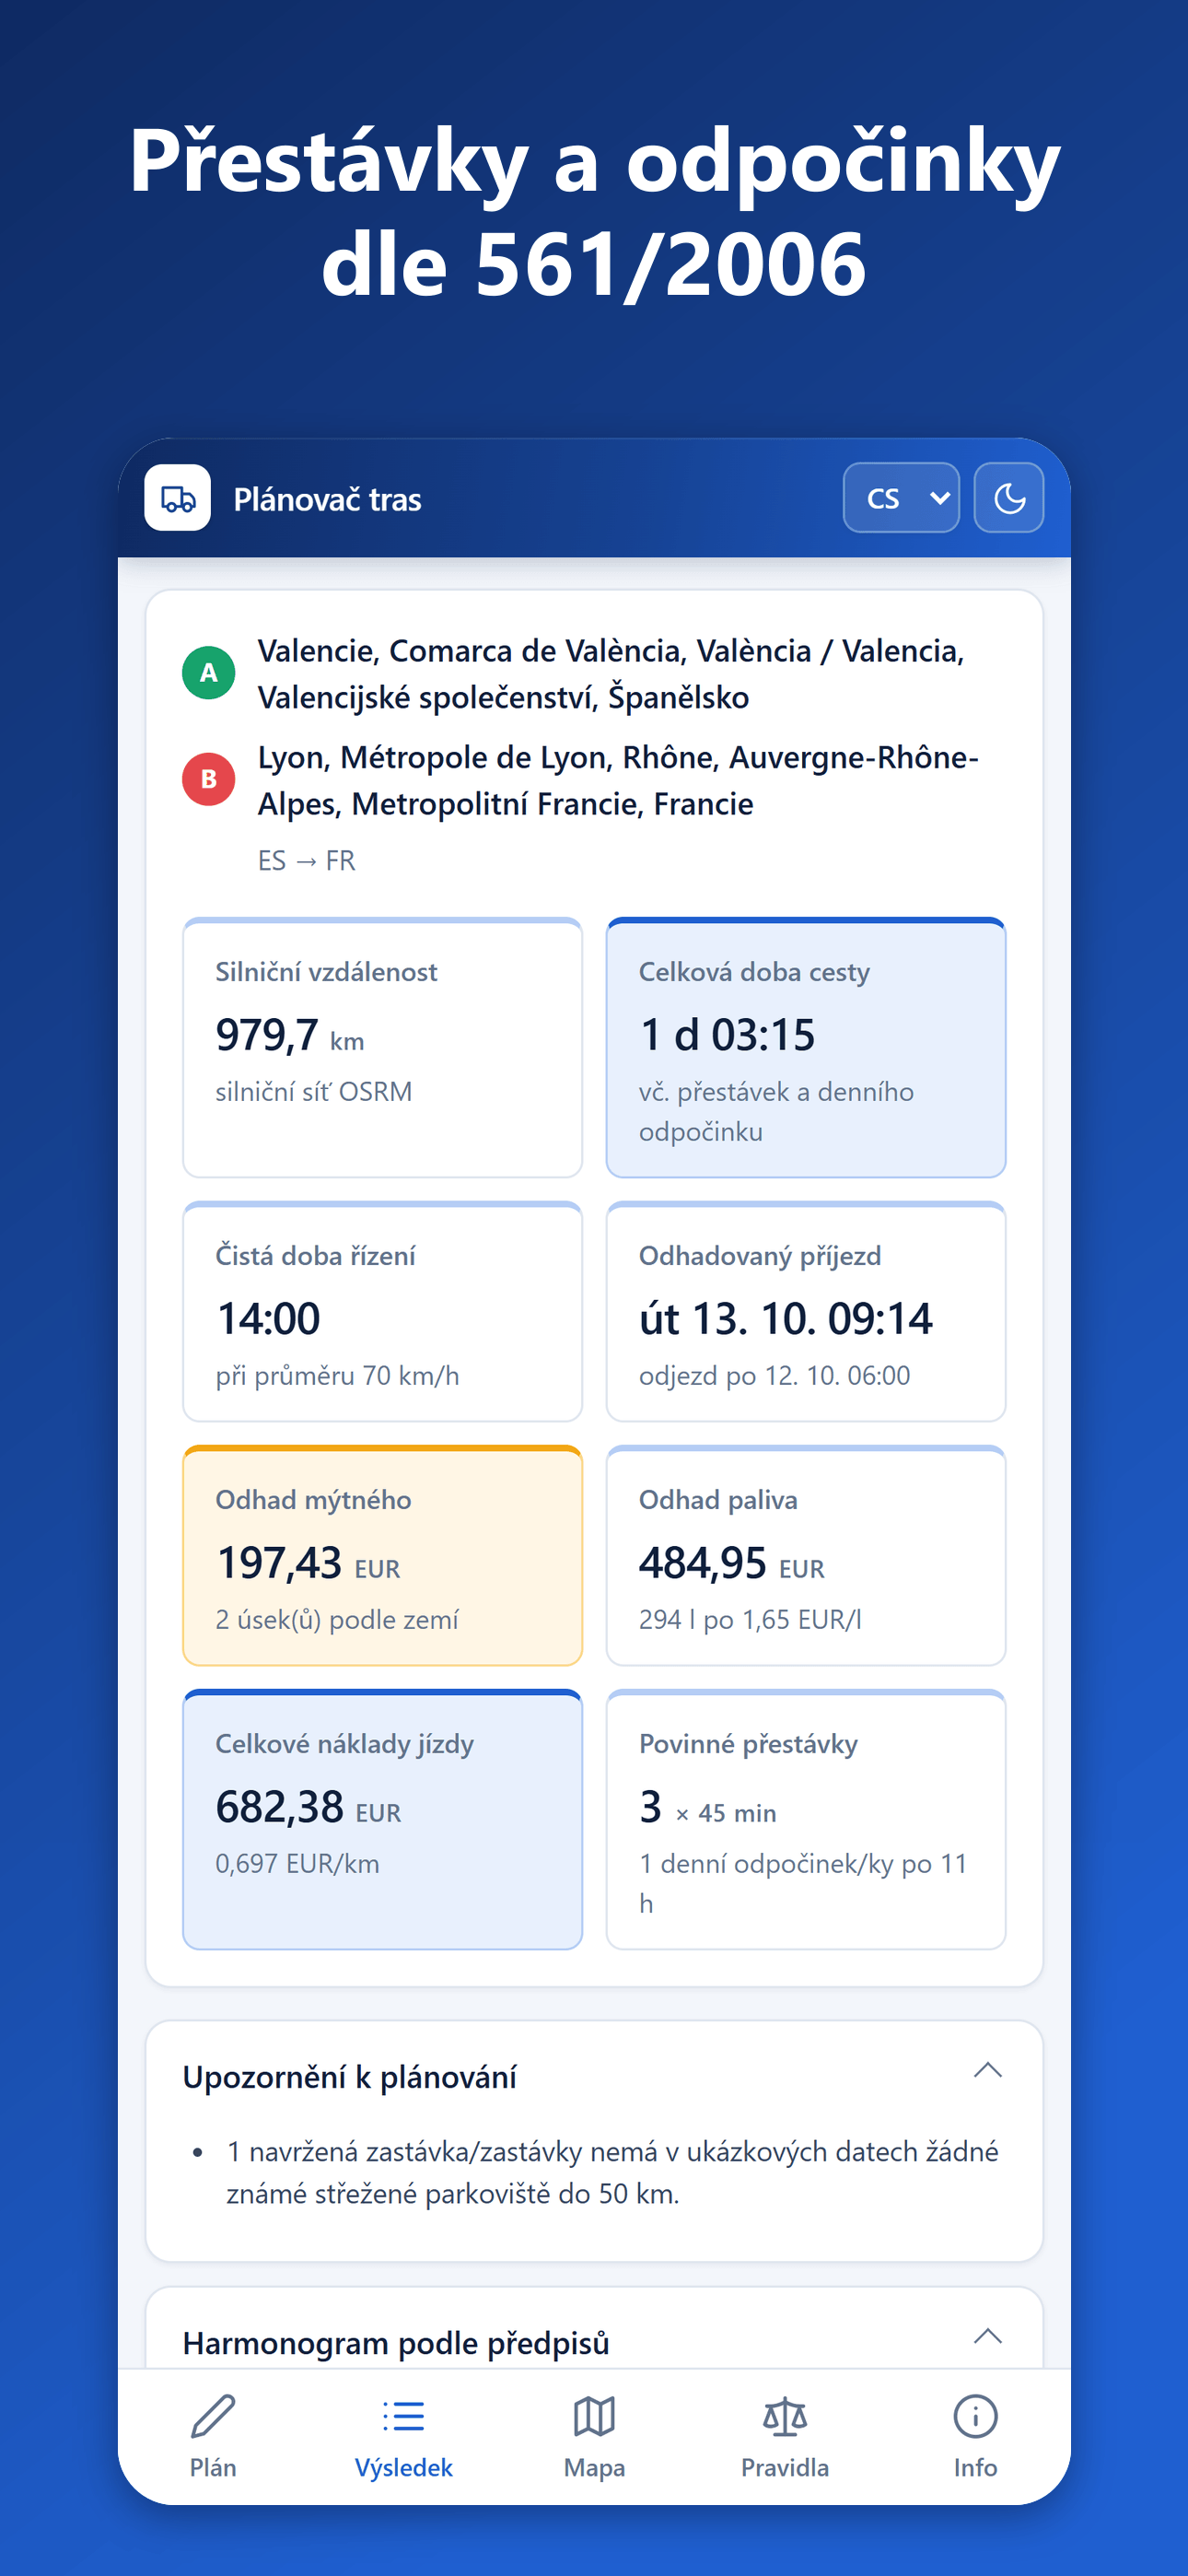 Přestávky a odpočinky
dle 561/2006
Plánovač tras
CS
A
Valencie, Comarca de València, València / Valencia,
Valencijské společenství, Španělsko
B
Lyon, Métropole de Lyon, Rhône, Auvergne-Rhône-
Alpes, Metropolitní Francie, Francie
ES → FR
Silniční vzdálenost
979,7 km
silniční síť OSRM
Celková doba cesty
1 d 03:15
vč. přestávek a denního
odpočinku
Čistá doba řízení
14:00
při průměru 70 km/h
Odhadovaný příjezd
út 13. 10. 09:14
odjezd po 12. 10. 06:00
Odhad mýtného
197,43 EUR
2 úsek(ů) podle zemí
Odhad paliva
484,95 EUR
294 l po 1,65 EUR/l
Celkové náklady jízdy
682,38 EUR
0,697 EUR/km
Povinné přestávky
3 × 45 min
1 denní odpočinek/ky po 11
h
Upozornění k plánování
• 1 navržená zastávka/zastávky nemá v ukázkových datech žádné
známé střežené parkoviště do 50 km.
Harmonogram podle předpisů
Plán
Výsledek
Mapa
Pravidla
Info